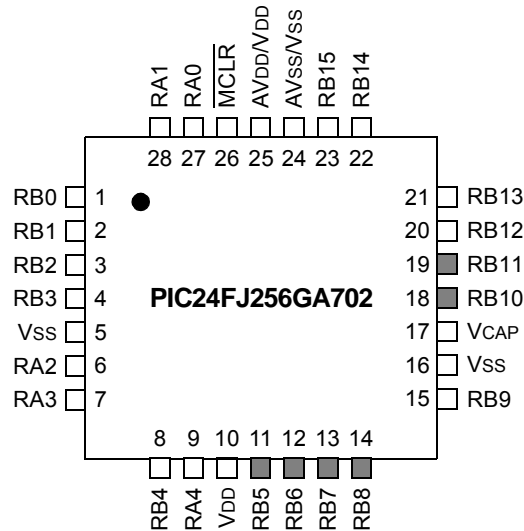 RA1 RA0 MCLR AVDD/VDD AVSS/VSS RB15 RB14
28 27 26 25 24 23 22
RB0 1
RB1 2
RB2 3
RB3 4
VSS 5
RA2 6
RA3 7
PIC24FJ256GA702
21 RB13
20 RB12
19 RB11
18 RB10
17 VCAP
16 VSS
15 RB9
8 9 10 11 12 13 14
RB4 RA4 VDD RB5 RB6 RB7 RB8